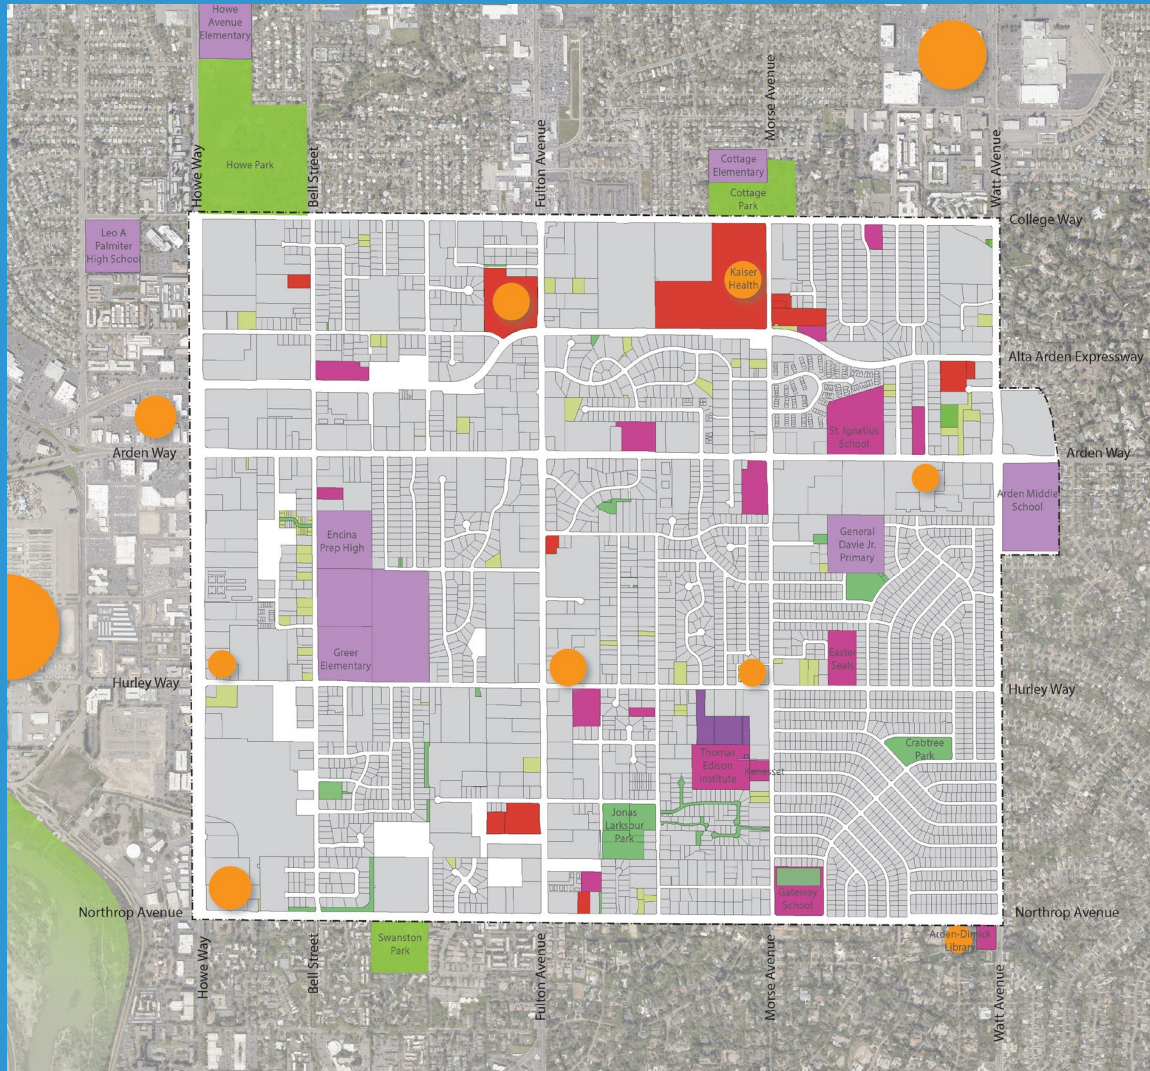 Howe
Avenue
Elementary
Howe Park
Howe Way
Bell Street
Fulton Avenue
Morse Avenue
Watt AVenue
Cottage
Elementary
Cottage
Park
College Way
Leo A
Palmiter
High School
Kaiser
Health
Alta Arden Expressway
St. Ignatius
School
Arden Way
Arden Way
Arden Middle
School
Encina
Prep High
General
Davie Jr.
Primary
Greer
Elementary
Easter
Seals
Hurley Way
Hurley Way
Crabtree
Park
Thomas
Edison
Institute
Kenesset
Jonas
Larkspur
Park
Gateway
School
Northrop Avenue
Northrop Avenue
Swanston
Park
Arden-Dimick
Library
Howe Way
Bell Street
Fulton Avenue
Morse Avenue
Watt Avenue